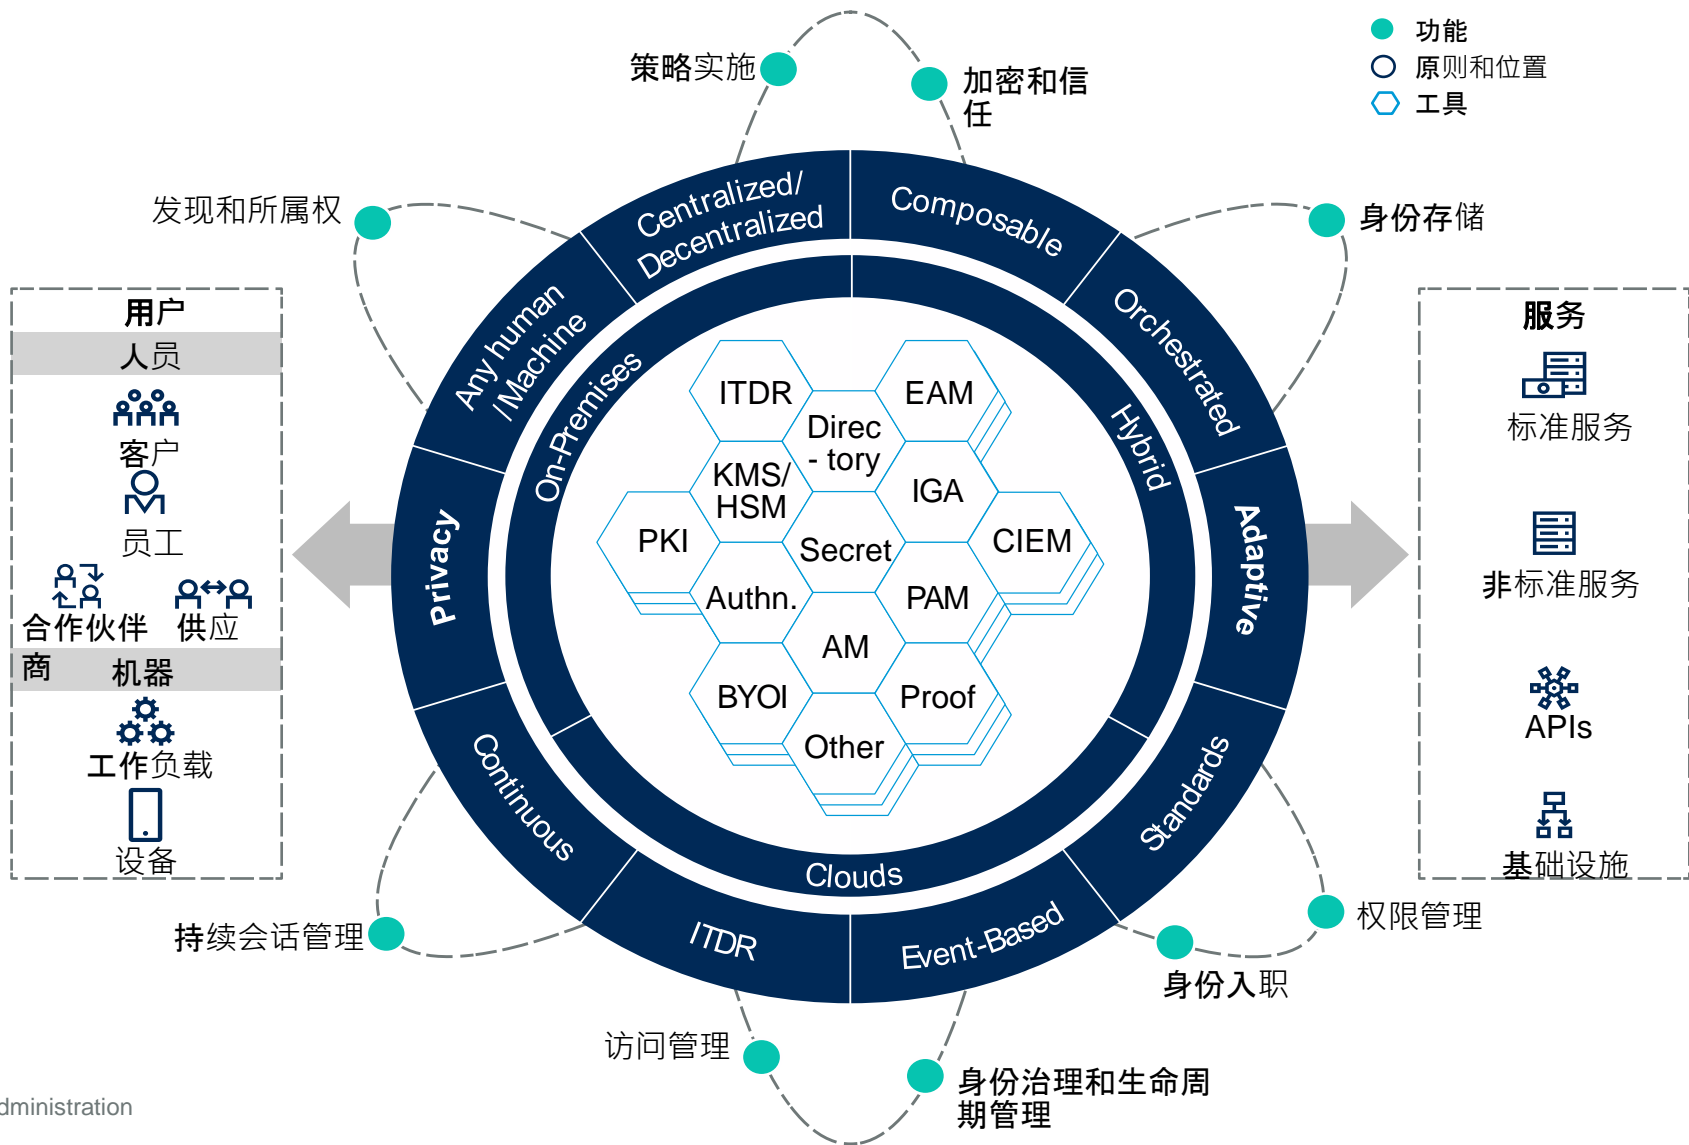 功能
原则和位置
工具
策略实施
加密和信
任
发现和所属权
身份存储
Centralized/
Decentralized
Composable
Any human
/Machine
Orchestrated
Privacy
Adaptive
Continuous
Standards
ITDR
Event-Based
On-Premises
Hybrid
Clouds
ITDR
EAM
Direc
- tory
KMS/
HSM
IGA
PKI
Secret
CIEM
Authn.
PAM
AM
BYOI
Proof
Other
用户
人员
客户
员工
合作伙伴 供应
商
机器
工作负载
设备
服务
标准服务
非标准服务
APIs
基础设施
持续会话管理
权限管理
身份入职
访问管理
身份治理和生命周
期管理
dministration